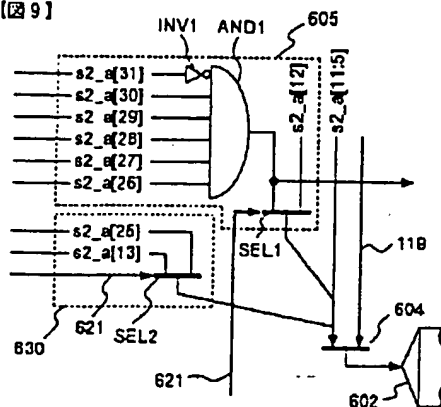 【図9】
INV1
AND1
605
s2_a[31]
s2_a[30]
s2_a[29]
s2_a[28]
s2_a[27]
s2_a[26]
s2_a[12]
s2_a[11:5]
SEL1
119
s2_a[25]
s2_a[13]
621
SEL2
630
621
604
602